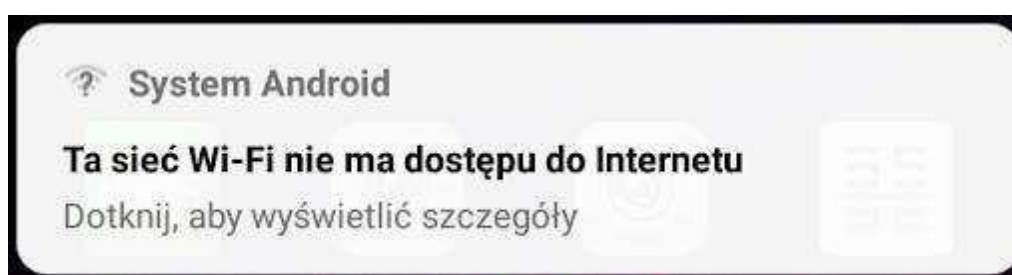 System Android
Ta sieć Wi-Fi nie ma dostępu do Internetu
Dotknij, aby wyświetlić szczegóły